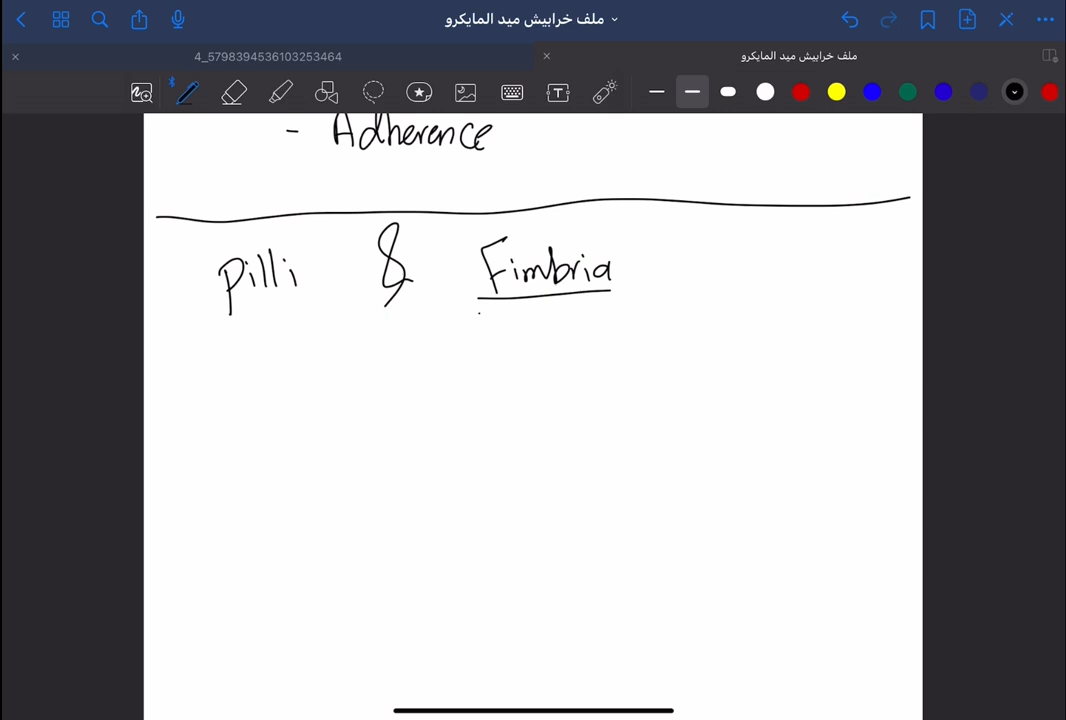 ملف خرابيش ميد المايكرو
4_5798394536103253464
ملف خرابيش ميد المايكرو
- Adherence
pilli & Fimbria